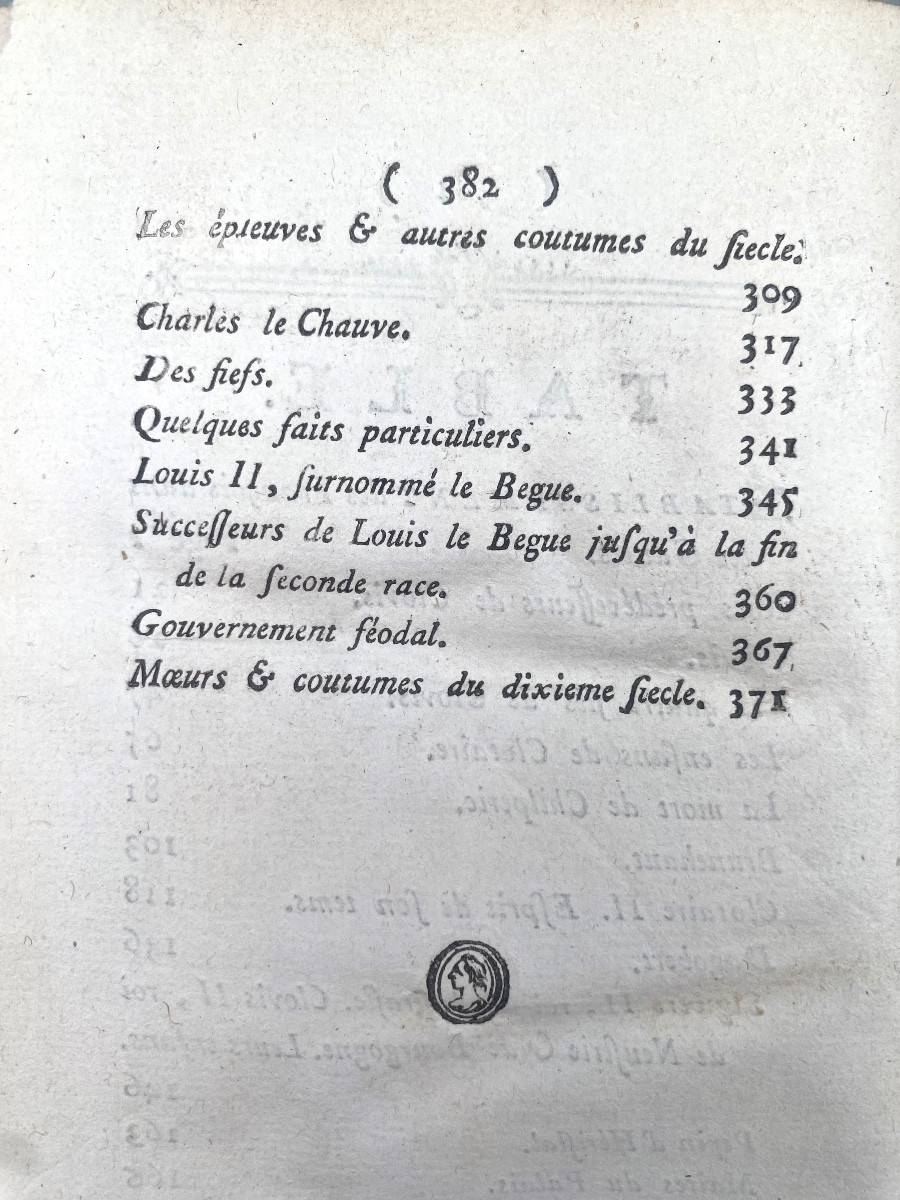 ( 382 )
Les épreuves & autres coutumes du ſiecle.
309
Charles le Chauve. 317
Des fiefs. 333
Quelques faits particuliers. 341
Louis II, ſurnommé le Begue. 345
Succeſſeurs de Louis le Begue juſqu'à la fin
de la ſeconde race. 360
Gouvernement féodal. 367
Mœurs & coutumes du dixieme ſiecle. 371